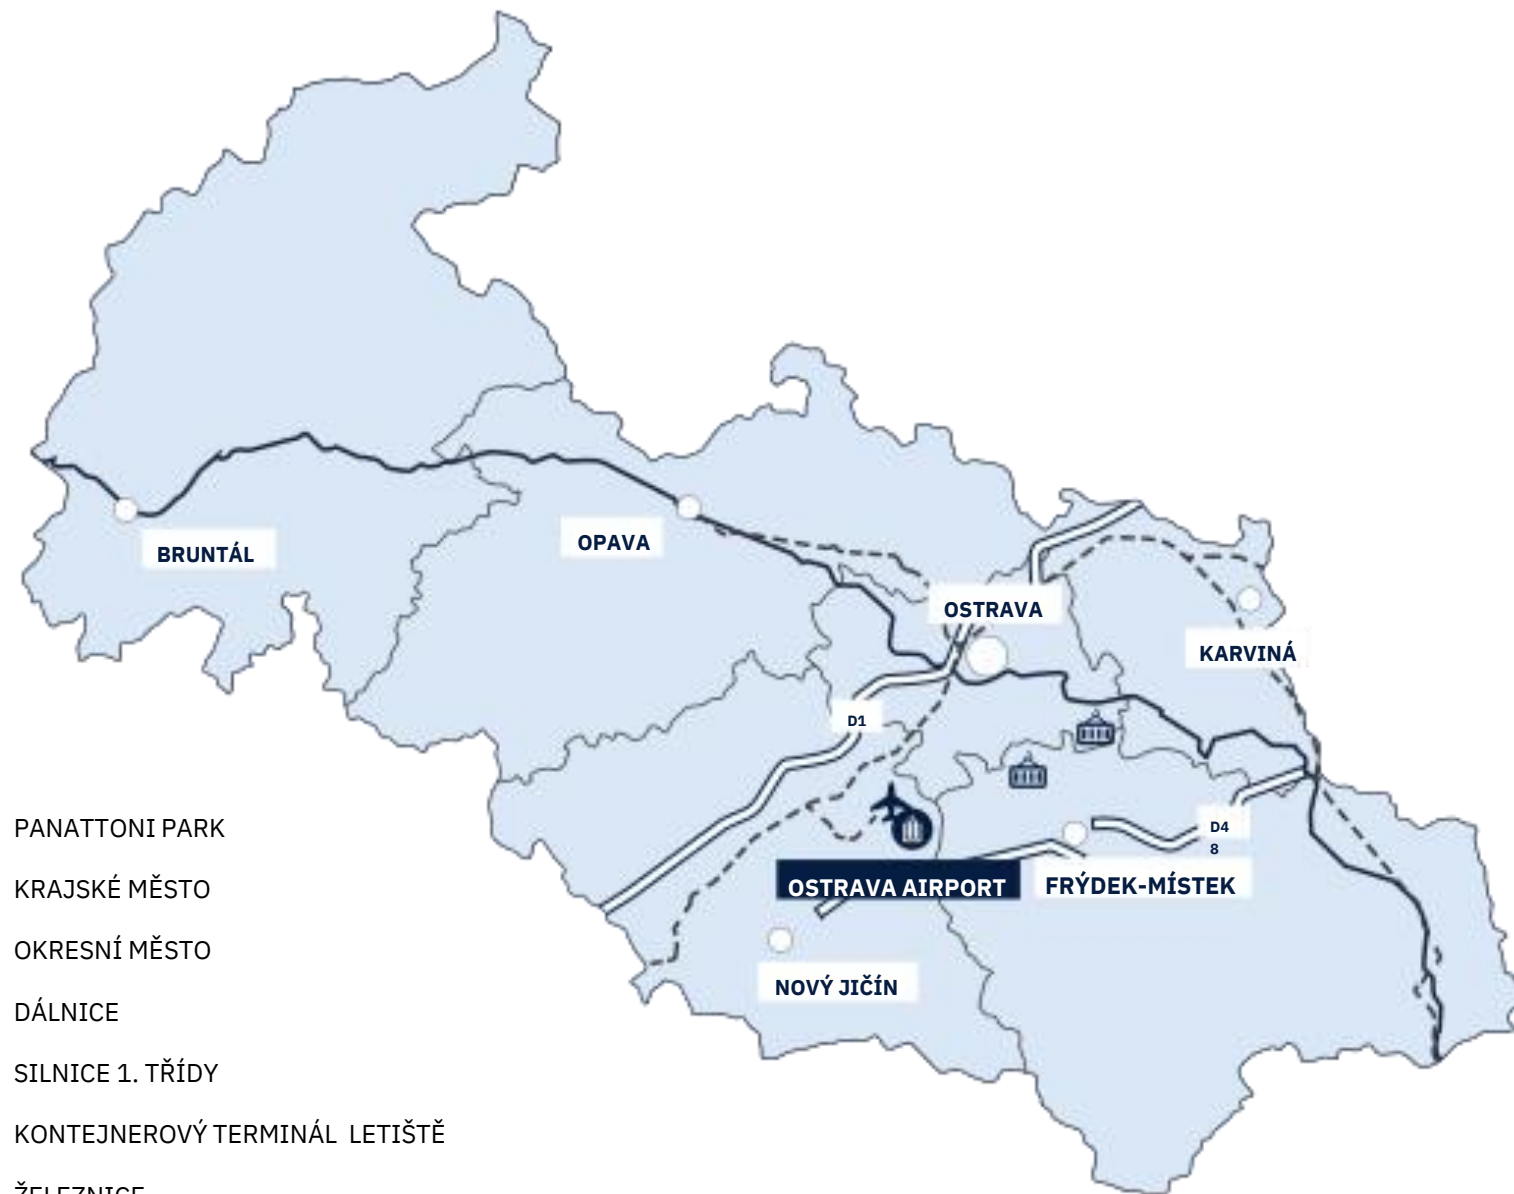 BRUNTÁL
OPAVA
OSTRAVA
KARVINÁ
D1
D4
8
OSTRAVA AIRPORT
FRÝDEK-MÍSTEK
NOVÝ JIČÍN
PANATTONI PARK
KRAJSKÉ MĚSTO
OKRESNÍ MĚSTO
DÁLNICE
SILNICE 1. TŘÍDY
KONTEJNEROVÝ TERMINÁL LETIŠTĚ
ŽELEZNICE